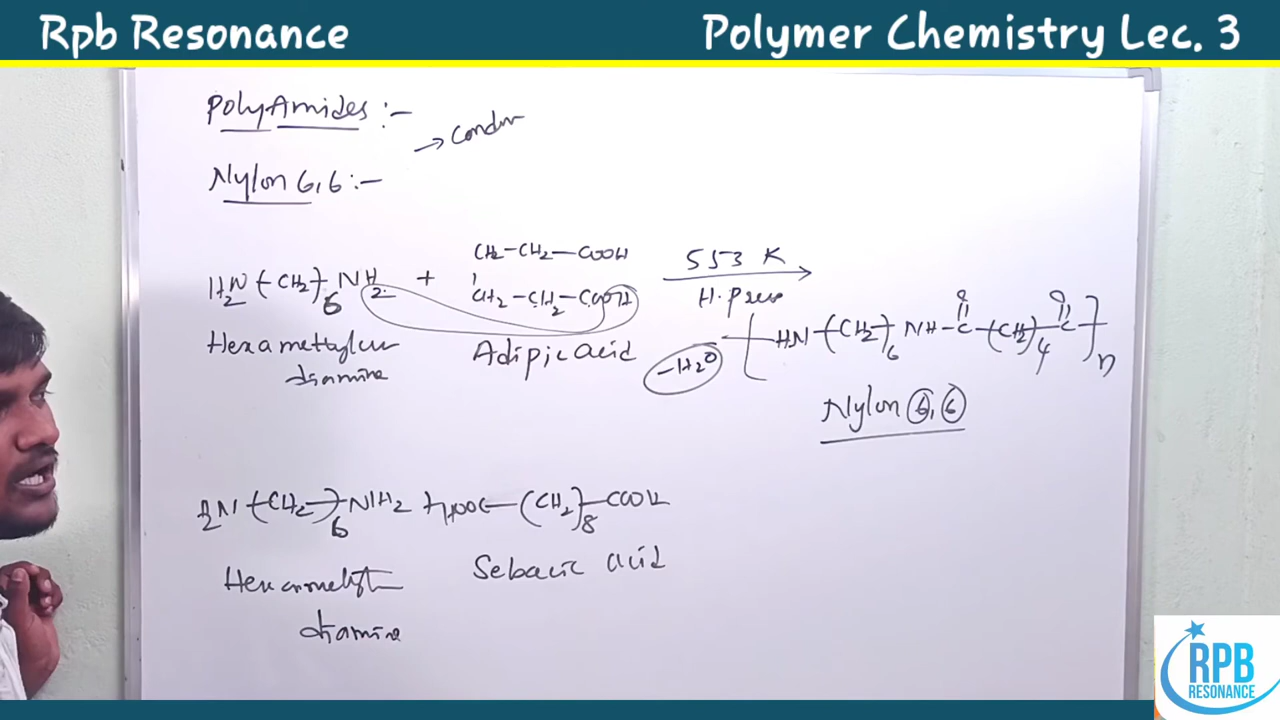 Rpb Resonance
Polymer Chemistry Lec. 3
PolyAmides :-
→ Conden
Nylon 6,6 :-
H₂N-(CH₂)₆-NH₂ + CH₂-CH₂-COOH
CH₂-CH₂-COOH
553 K
H.Press
Hexamethylene
diamine
Adipic acid
-H₂O
[HN-(CH₂)₆-NH-C(=O)-(CH₂)₄-C(=O)]n
Nylon 6,6
H₂N-(CH₂)₆-NH₂ + HOOC-(CH₂)₈-COOH
diamine
Sebacic acid
RPB
RESONANCE